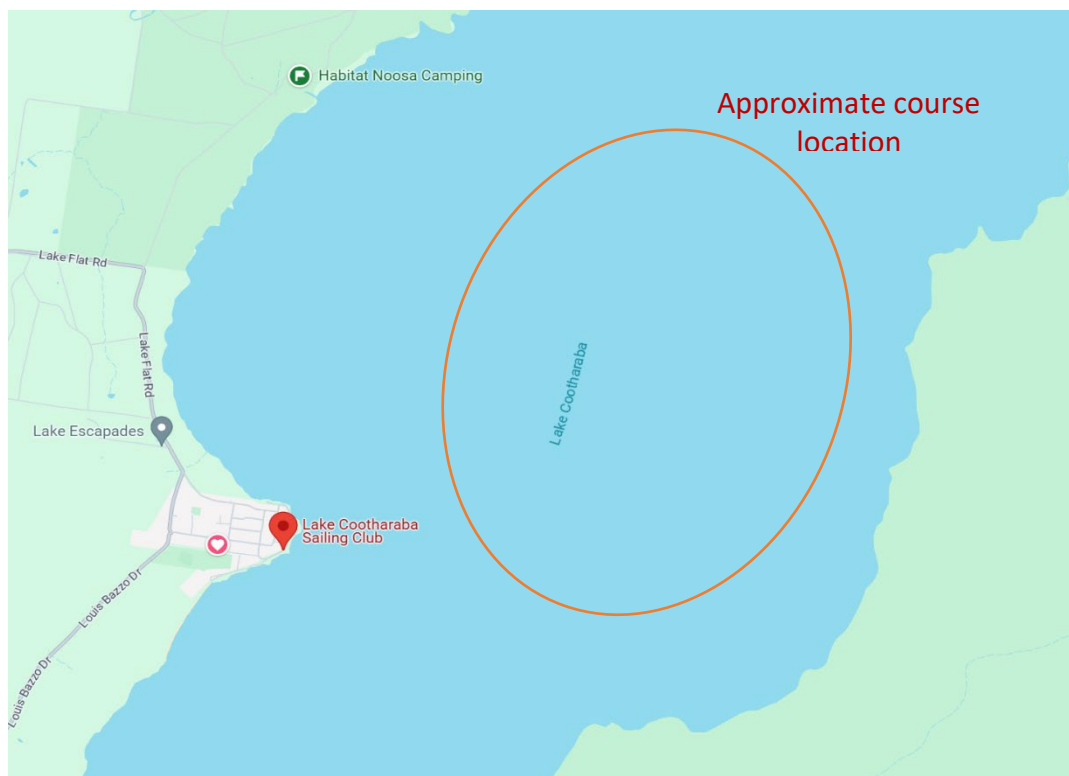 Habitat Noosa Camping
Approximate course
location
Lake Flat Rd
Lake Flat Rd
Lake Cootharaba
Lake Escapades
Lake Cootharaba
Sailing Club
Louis Bazzo Dr
Louis Bazzo Dr